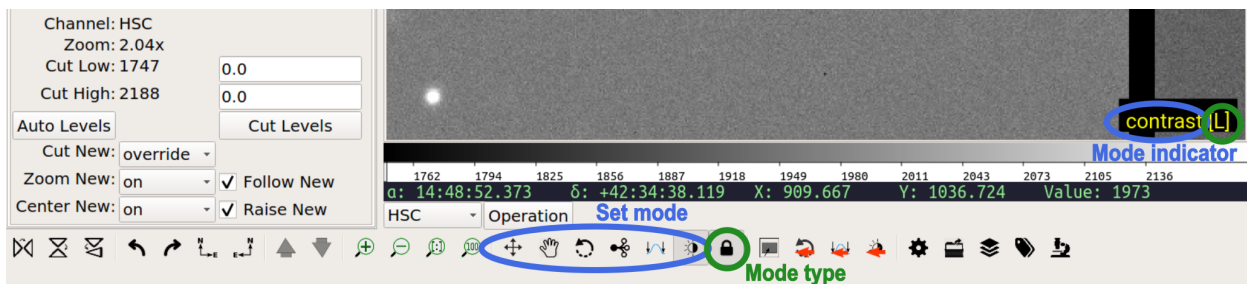 Channel: HSC
Zoom: 2.04x
Cut Low: 1747 0.0
Cut High: 2188 0.0
Auto Levels Cut Levels
Cut New: override
Zoom New: on Follow New
Center New: on Raise New
contrast [L]
Mode indicator
1762 1794 1825 1856 1887 1918 1949 1980 2011 2043 2073 2105 2136
α: 14:48:52.373 δ: +42:34:38.119 X: 909.667 Y: 1036.724 Value: 1973
HSC Operation Set mode
N E E N 1:1 100
Mode type